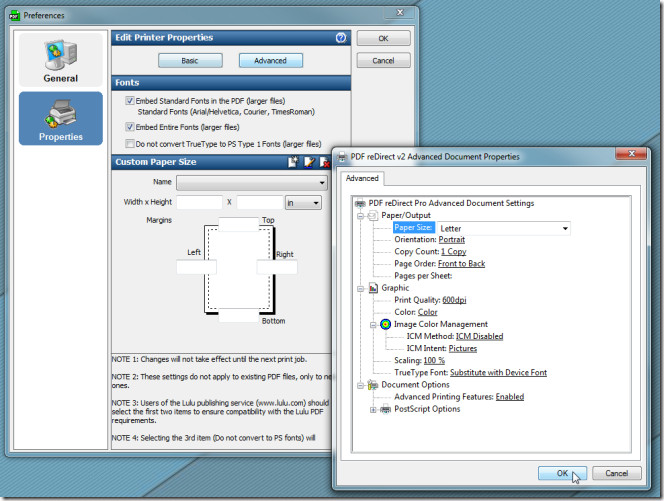 Preferences
General
Properties
Edit Printer Properties
OK
Cancel
Basic
Advanced
Fonts
Embed Standard Fonts in the PDF (larger files)
Standard Fonts (Arial/Helvetica, Courier, TimesRoman)
Embed Entire Fonts (larger files)
Do not convert TrueType to PS Type 1 Fonts (larger files)
Custom Paper Size
Name
Width x Height
X
in
Margins
Top
Left
Right
Bottom
NOTE 1: Changes will not take effect until the next print job.
NOTE 2: These settings do not apply to existing PDF files, only to
ones.
NOTE 3: Users of the Lulu publishing service (www.lulu.com) should
select the first two items to ensure compatibility with the Lulu PDF
requirements.
NOTE 4: Selecting the 3rd item (Do not convert to PS fonts) will
PDF reDirect v2 Advanced Document Properties
Advanced
PDF reDirect Pro Advanced Document Settings
Paper/Output
Paper Size: Letter
Orientation: Portrait
Copy Count: 1 Copy
Page Order: Front to Back
Pages per Sheet:
Graphic
Print Quality: 600dpi
Color: Color
Image Color Management
ICM Method: ICM Disabled
ICM Intent: Pictures
Scaling: 100 %
TrueType Font: Substitute with Device Font
Document Options
Advanced Printing Features: Enabled
PostScript Options
OK
Cancel